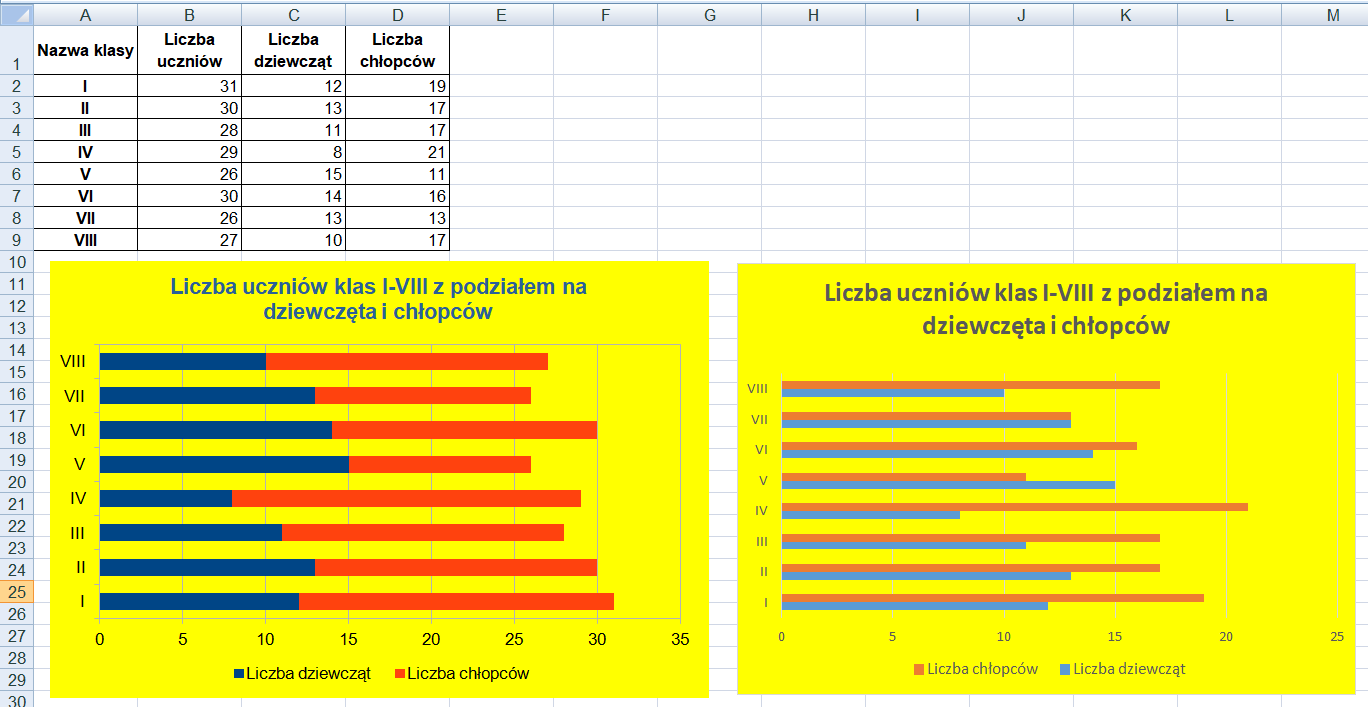 A B C D E F G H I J K L M
1 Nazwa klasy Liczba uczniów Liczba dziewcząt Liczba chłopców
2 I 31 12 19
3 II 30 13 17
4 III 28 11 17
5 IV 29 8 21
6 V 26 15 11
7 VI 30 14 16
8 VII 26 13 13
9 VIII 27 10 17
10
11
12
13
14
15
16
17
18
19
20
21
22
23
24
25
26
27
28
29
30
Liczba uczniów klas I-VIII z podziałem na
dziewczęta i chłopców
VIII
VII
VI
V
IV
III
II
I
0 5 10 15 20 25 30 35
Liczba dziewcząt Liczba chłopców
Liczba uczniów klas I-VIII z podziałem na
dziewczęta i chłopców
VIII
VII
VI
V
IV
III
II
I
0 5 10 15 20 25
Liczba chłopców Liczba dziewcząt